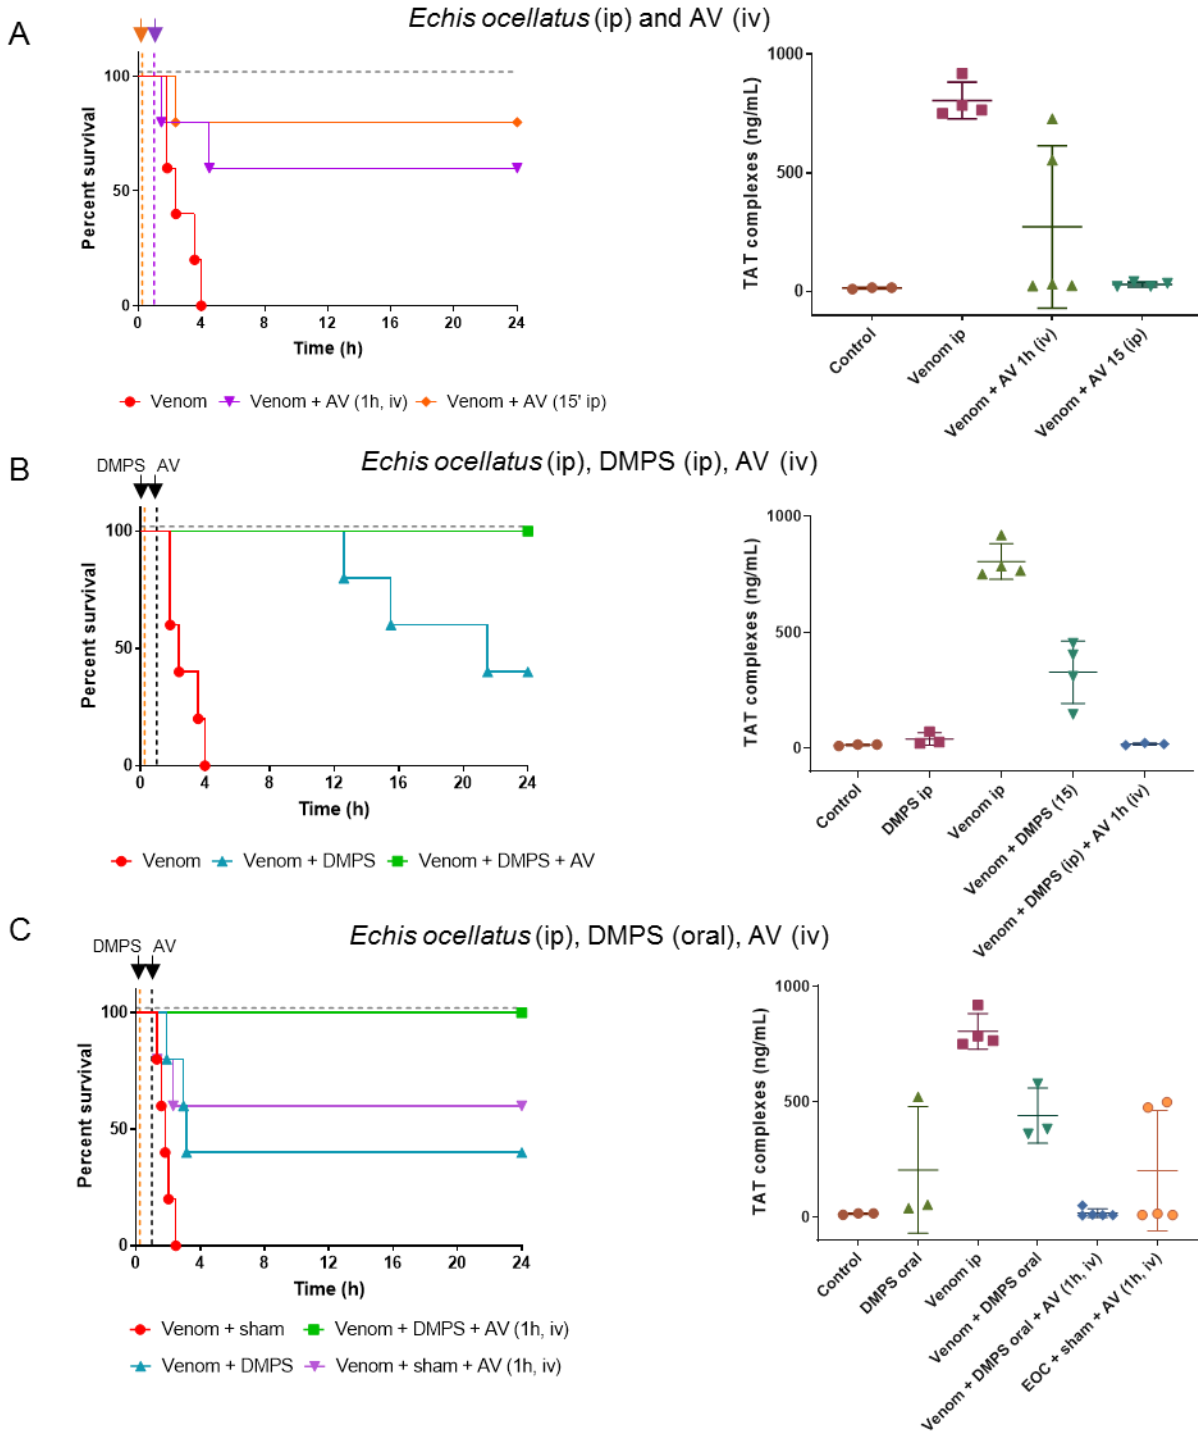 A
Echis ocellatus (ip) and AV (iv)
Percent survival
100
50
0
0 4 8 12 16 20 24
Time (h)
Venom Venom + AV (1h, iv) Venom + AV (15' ip)
TAT complexes (ng/mL)
1000
500
0
Control
Venom ip
Venom + AV 1h (iv)
Venom + AV 15 (ip)
B
DMPS AV
Echis ocellatus (ip), DMPS (ip), AV (iv)
Percent survival
100
50
0
0 4 8 12 16 20 24
Time (h)
Venom Venom + DMPS Venom + DMPS + AV
TAT complexes (ng/mL)
1000
500
0
Control
DMPS ip
Venom ip
Venom + DMPS (15)
Venom + DMPS (ip) + AV 1h (iv)
C
DMPS AV
Echis ocellatus (ip), DMPS (oral), AV (iv)
Percent survival
100
50
0
0 4 8 12 16 20 24
Time (h)
Venom + sham Venom + DMPS + AV (1h, iv)
Venom + DMPS Venom + sham + AV (1h, iv)
TAT complexes (ng/mL)
1000
500
0
Control
DMPS oral
Venom ip
Venom + DMPS oral
Venom + DMPS oral + AV (1h, iv)
EOC + sham + AV (1h, iv)